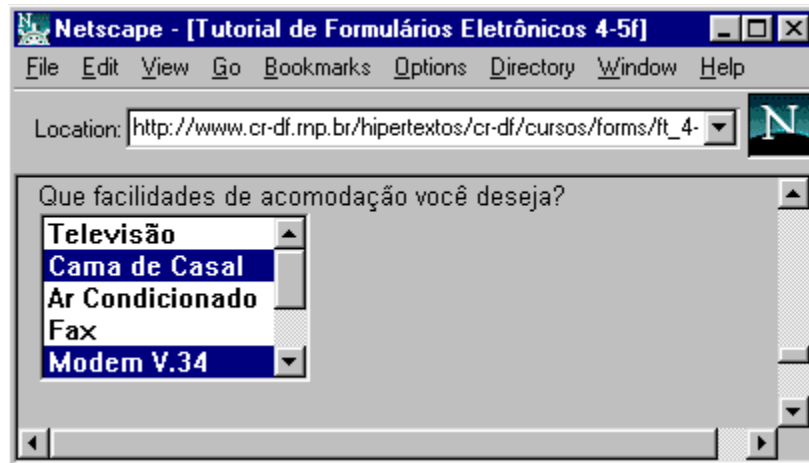 Netscape - [Tutorial de Formulários Eletrônicos 4-5f]
File Edit View Go Bookmarks Options Directory Window Help
Location: http://www.cr-df.rnp.br/hipertextos/cr-df/cursos/forms/ft_4-
N
Que facilidades de acomodação você deseja?
Televisão
Cama de Casal
Ar Condicionado
Fax
Modem V.34